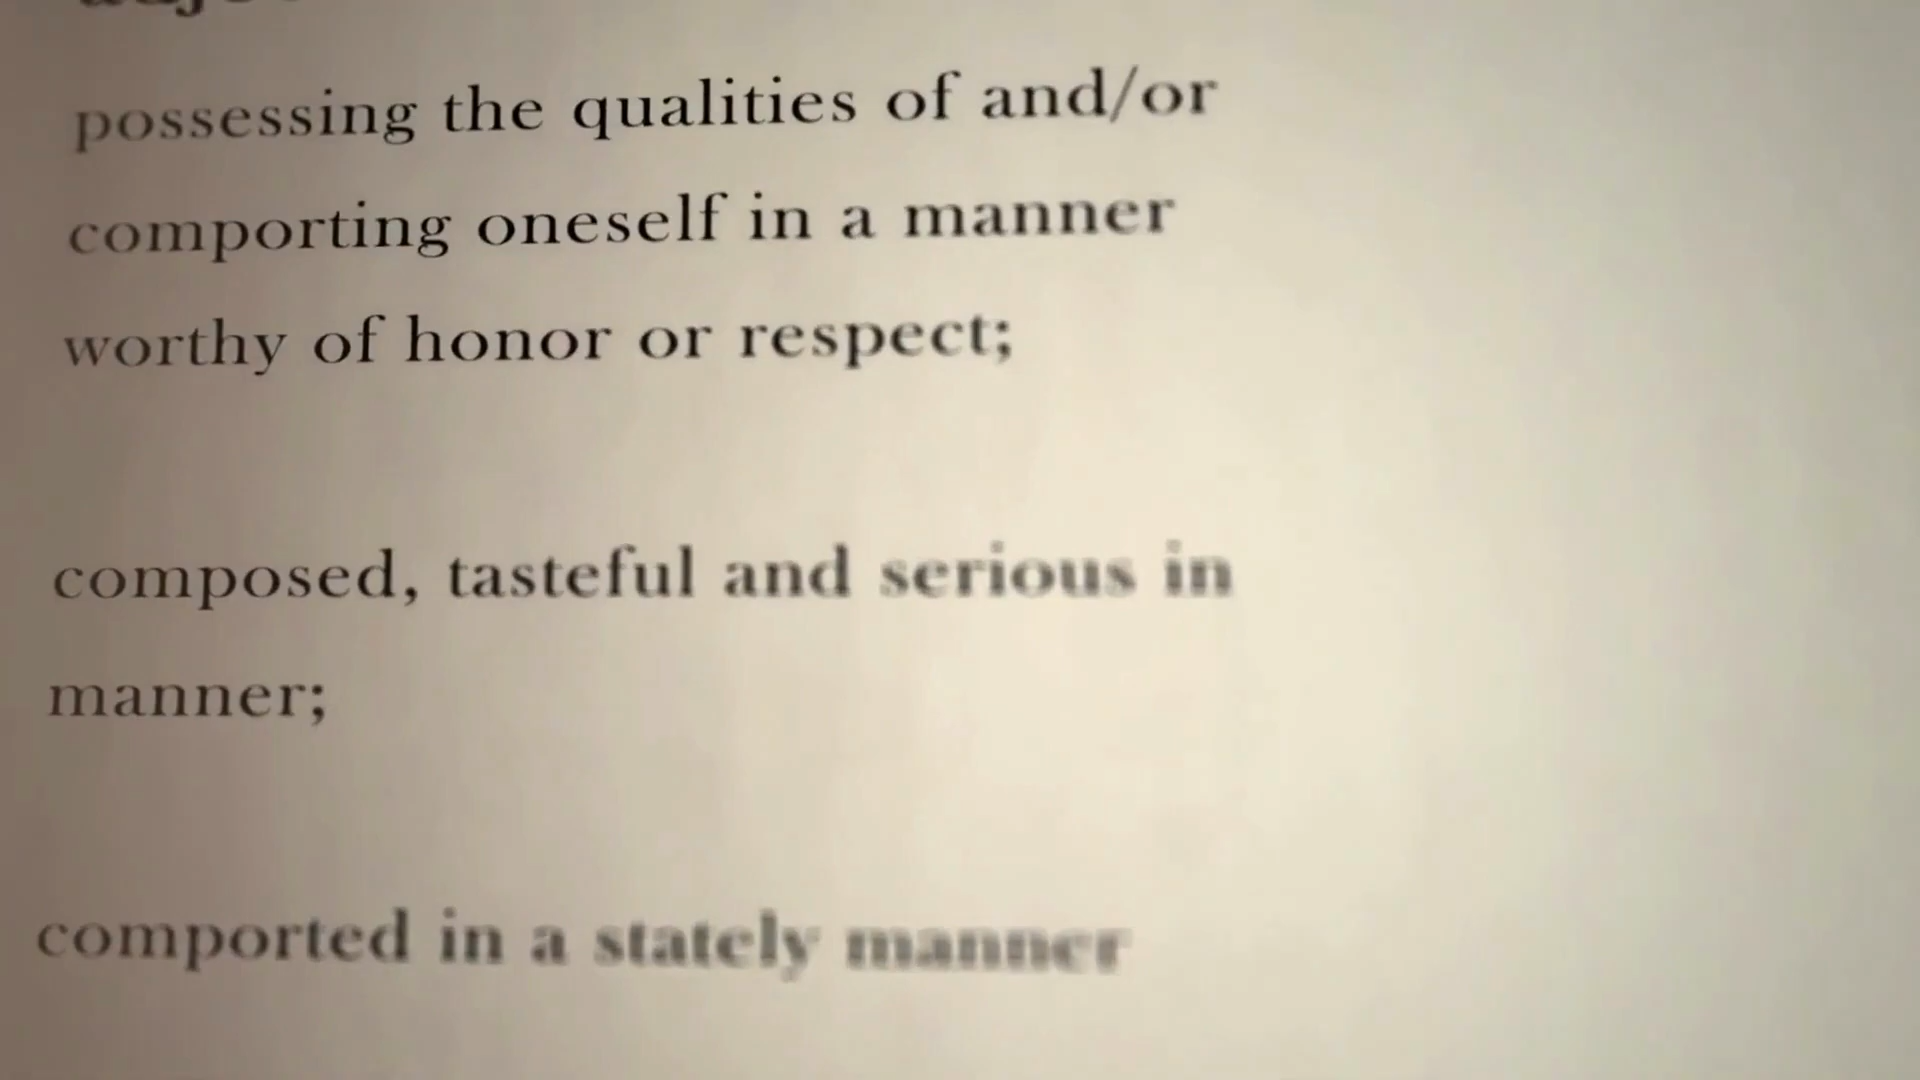 possessing the qualities of and/or
comporting oneself in a manner
worthy of honor or respect;
composed, tasteful and serious in
manner;
comported in a stately manner